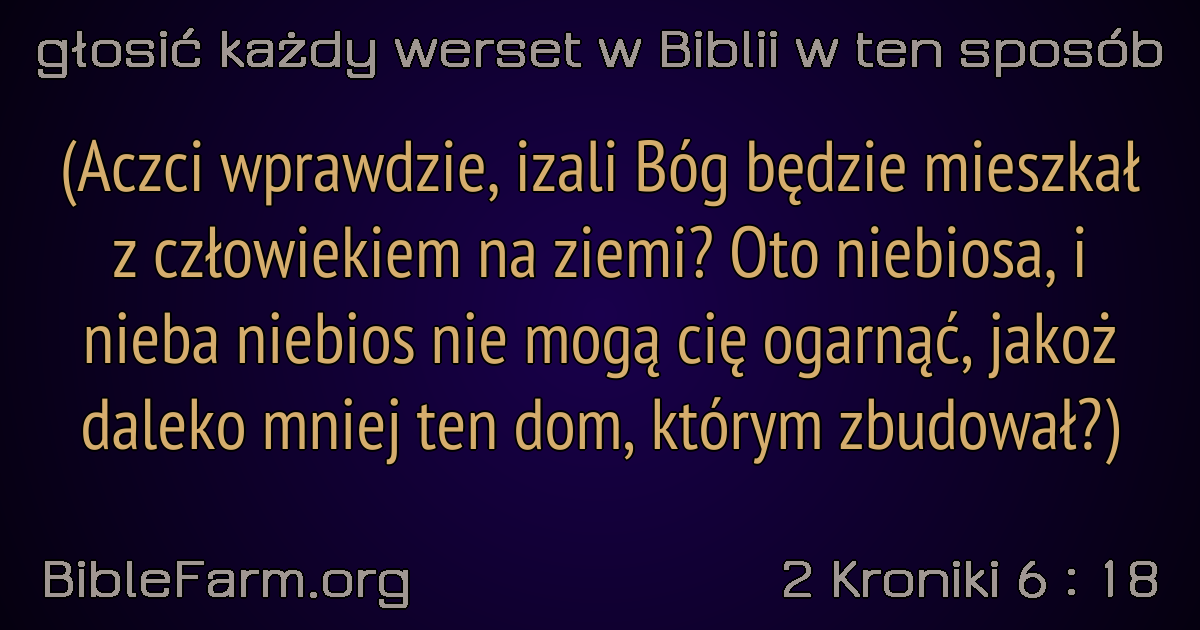 głosić każdy werset w Biblii w ten sposób
(Aczci wprawdzie, izali Bóg będzie mieszkał
z człowiekiem na ziemi? Oto niebiosa, i
nieba niebios nie mogą cię ogarnąć, jakoż
daleko mniej ten dom, którym zbudował?)
BibleFarm.org
2 Kroniki 6 : 18